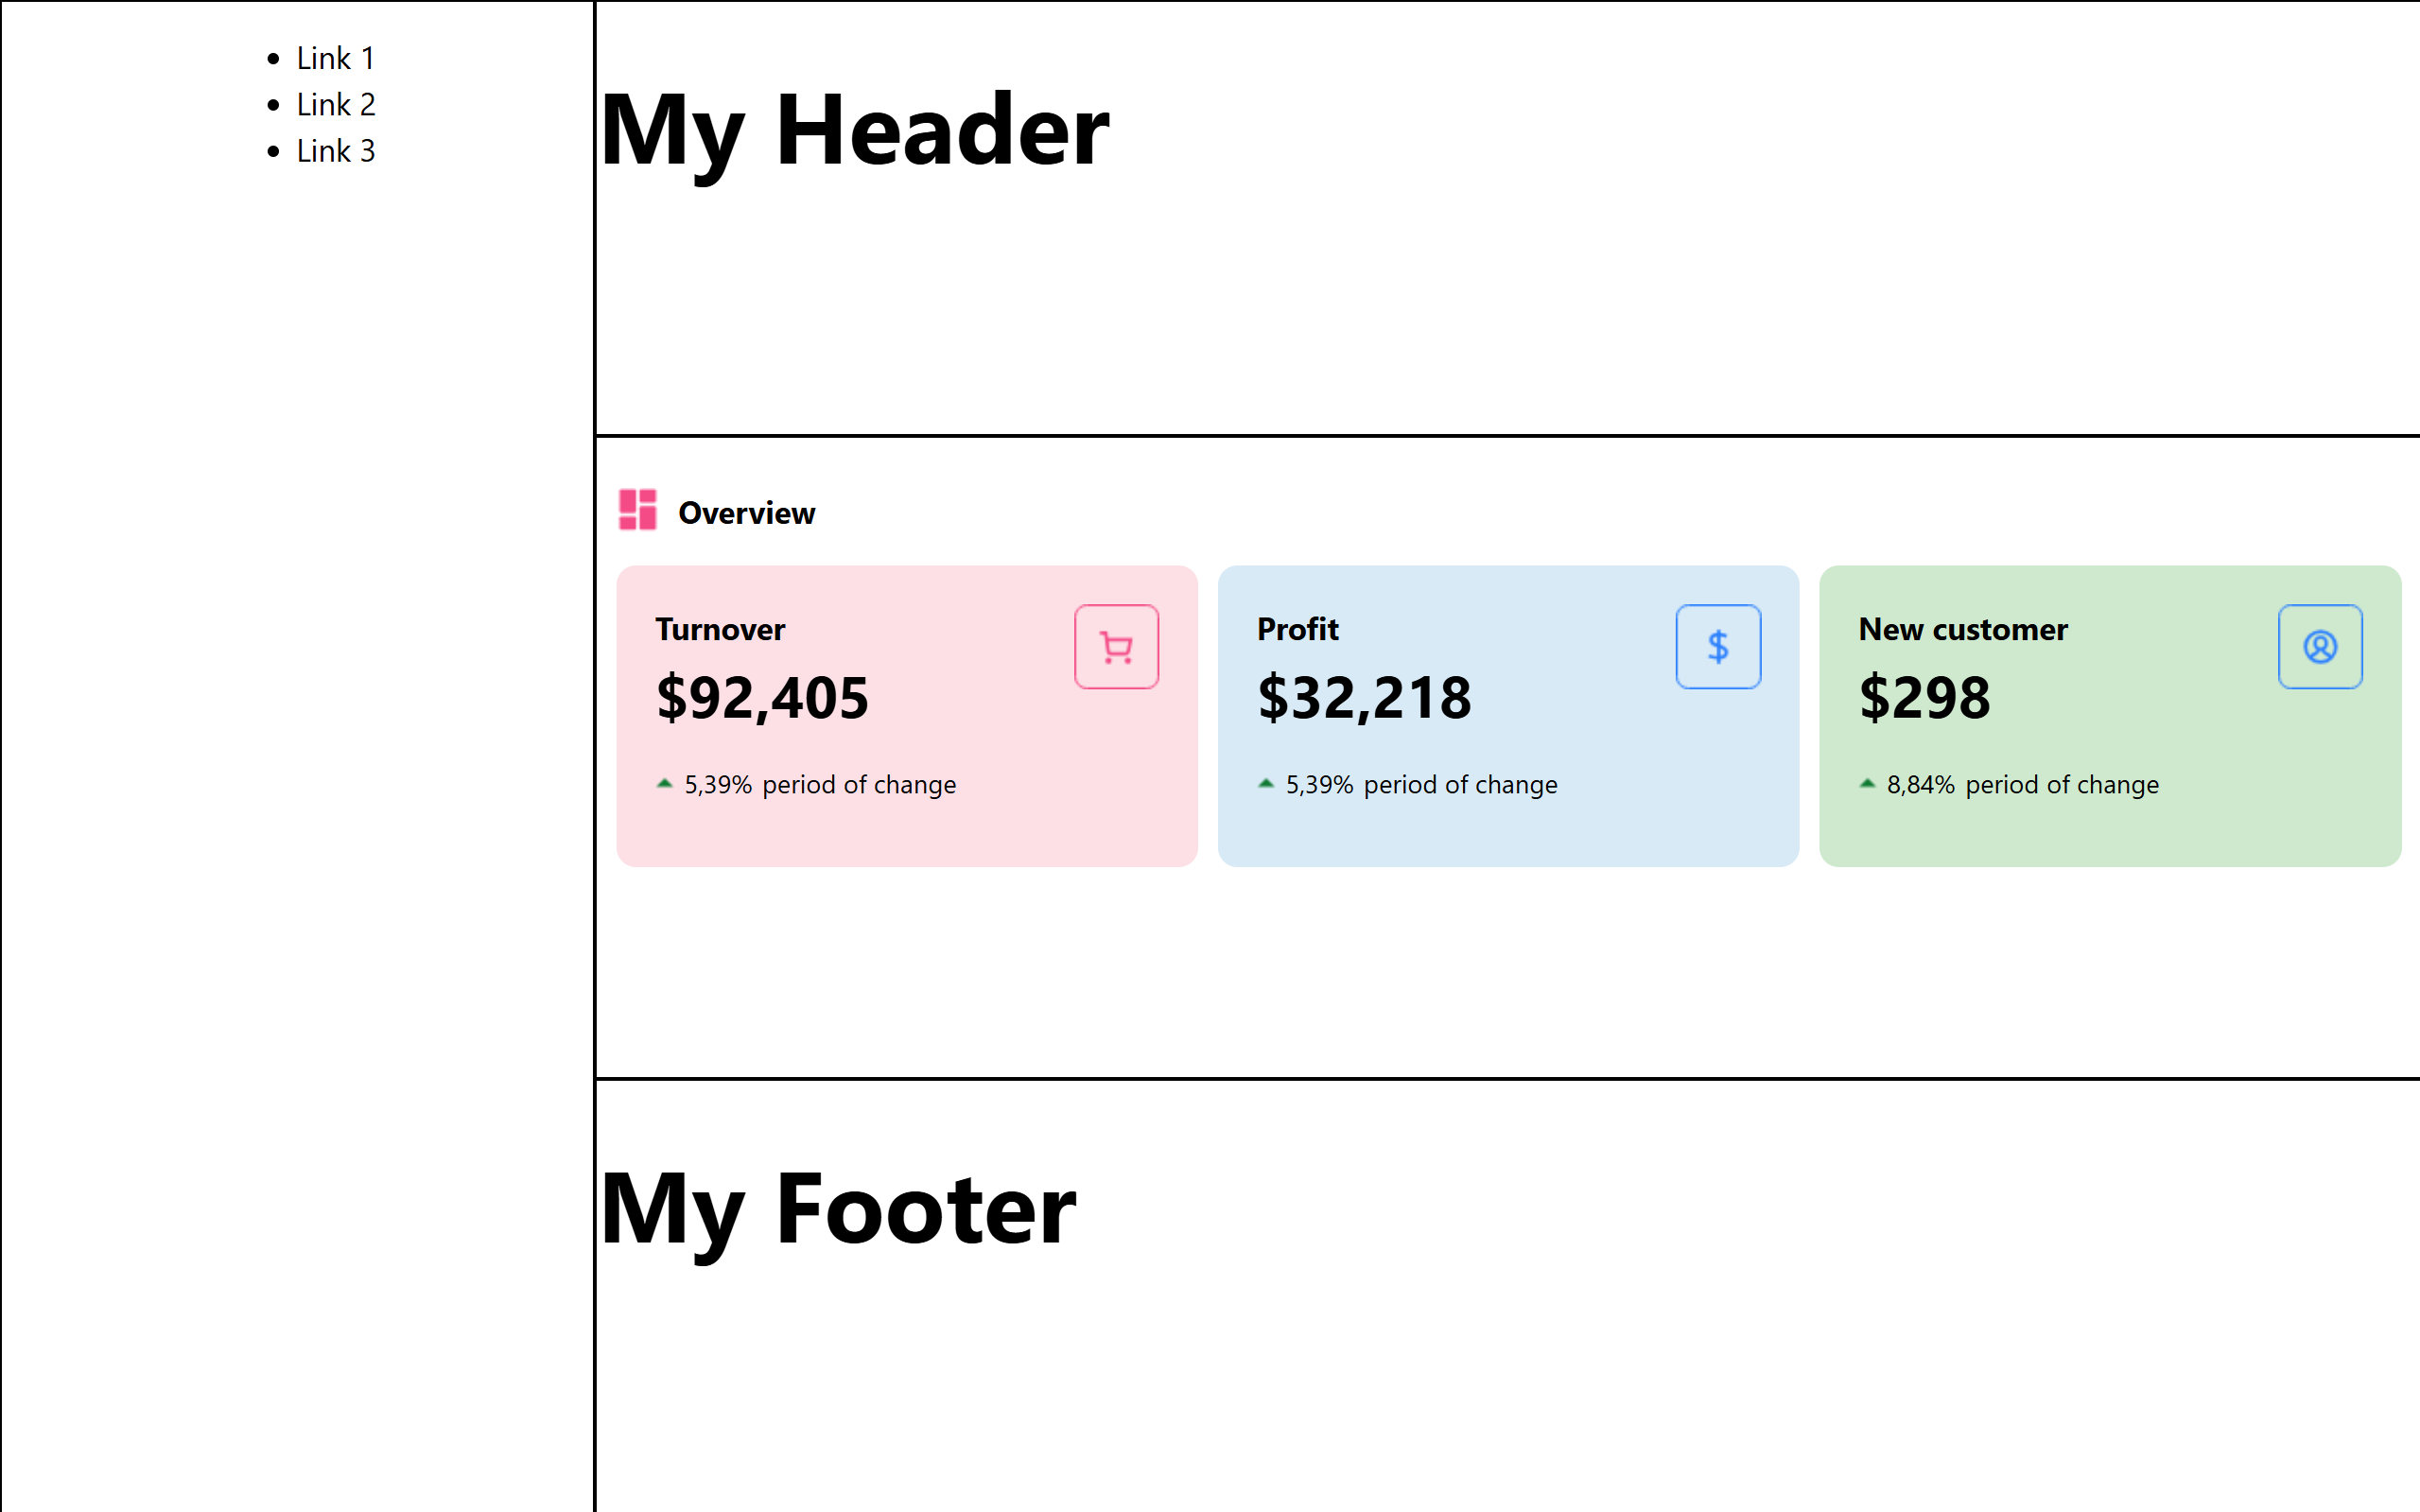 Link 1
Link 2
Link 3
My Header
Overview
Turnover
$92,405
5,39% period of change
Profit
$32,218
5,39% period of change
New customer
$298
8,84% period of change
My Footer